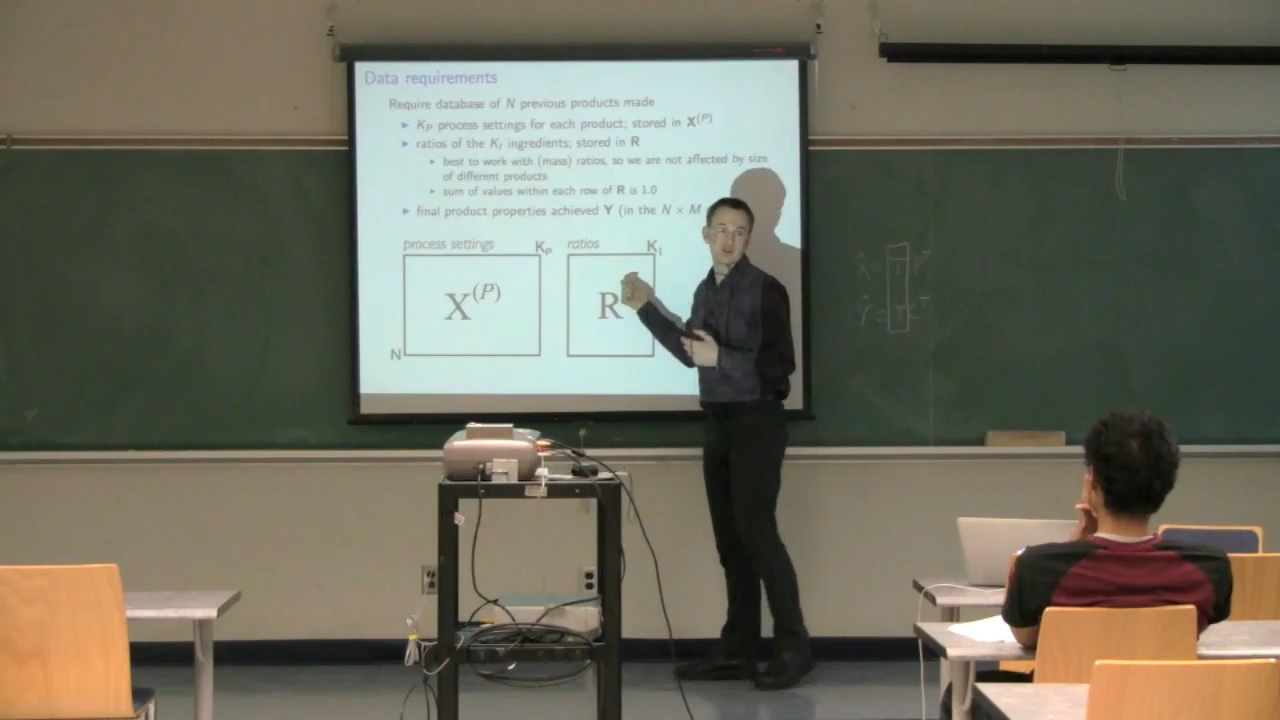 Data requirements
Require database of N previous products made
► K_P process settings for each product; stored in X^(P)
► ratios of the K_I ingredients; stored in R
► best to work with (mass) ratios, so we are not affected by size
of different products
► sum of values within each row of R is 1.0
► final product properties achieved Y (in the N × M
process settings K_P ratios K_I
X^(P) R
N